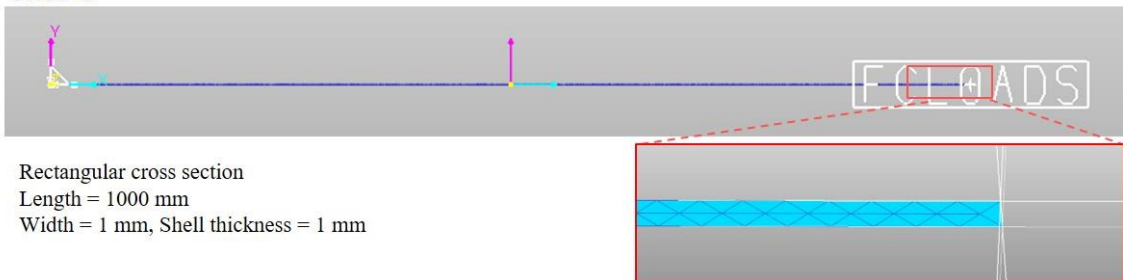 Y
X
FCLOADS
Rectangular cross section
Length = 1000 mm
Width = 1 mm, Shell thickness = 1 mm